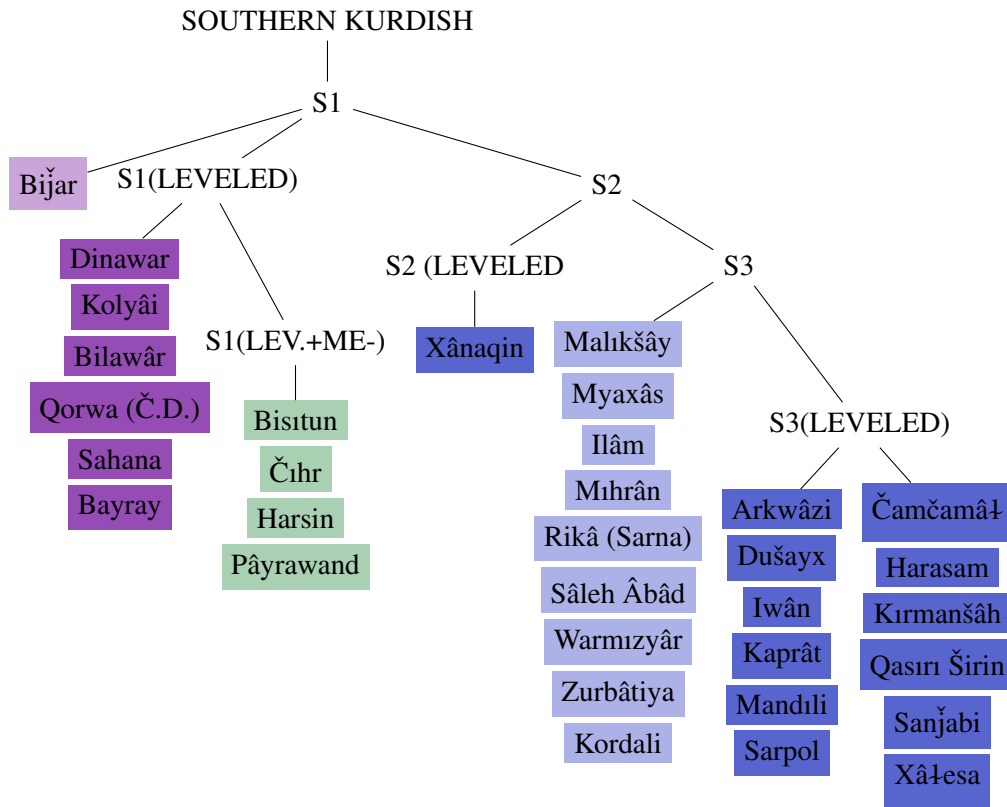 SOUTHERN KURDISH
S1
Biǰar
S1(LEVELED)
S2
Dinawar
Kolyâi
Bilawâr
Qorwa (Č.D.)
Sahana
Bayray
S1(LEV.+ME-)
Bisıtun
Čıhr
Harsin
Pâyrawand
S2 (LEVELED
Xânaqin
S3
Malıkšây
Myaxâs
Ilâm
Mıhrân
Rikâ (Sarna)
Sâleh Âbâd
Warmızyâr
Zurbâtiya
Kordali
S3(LEVELED)
Arkwâzi
Dušayx
Iwân
Kaprât
Mandıli
Sarpol
Čamčamâɫ
Harasam
Kırmanšâh
Qasırı Širin
Sanǰabi
Xâɫesa